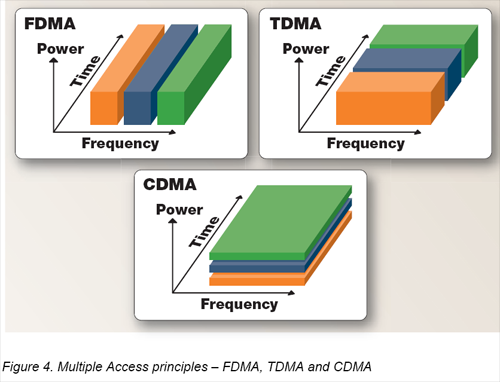 FDMA
Power
Time
Frequency
TDMA
Power
Time
Frequency
CDMA
Power
Time
Frequency
Figure 4. Multiple Access principles – FDMA, TDMA and CDMA